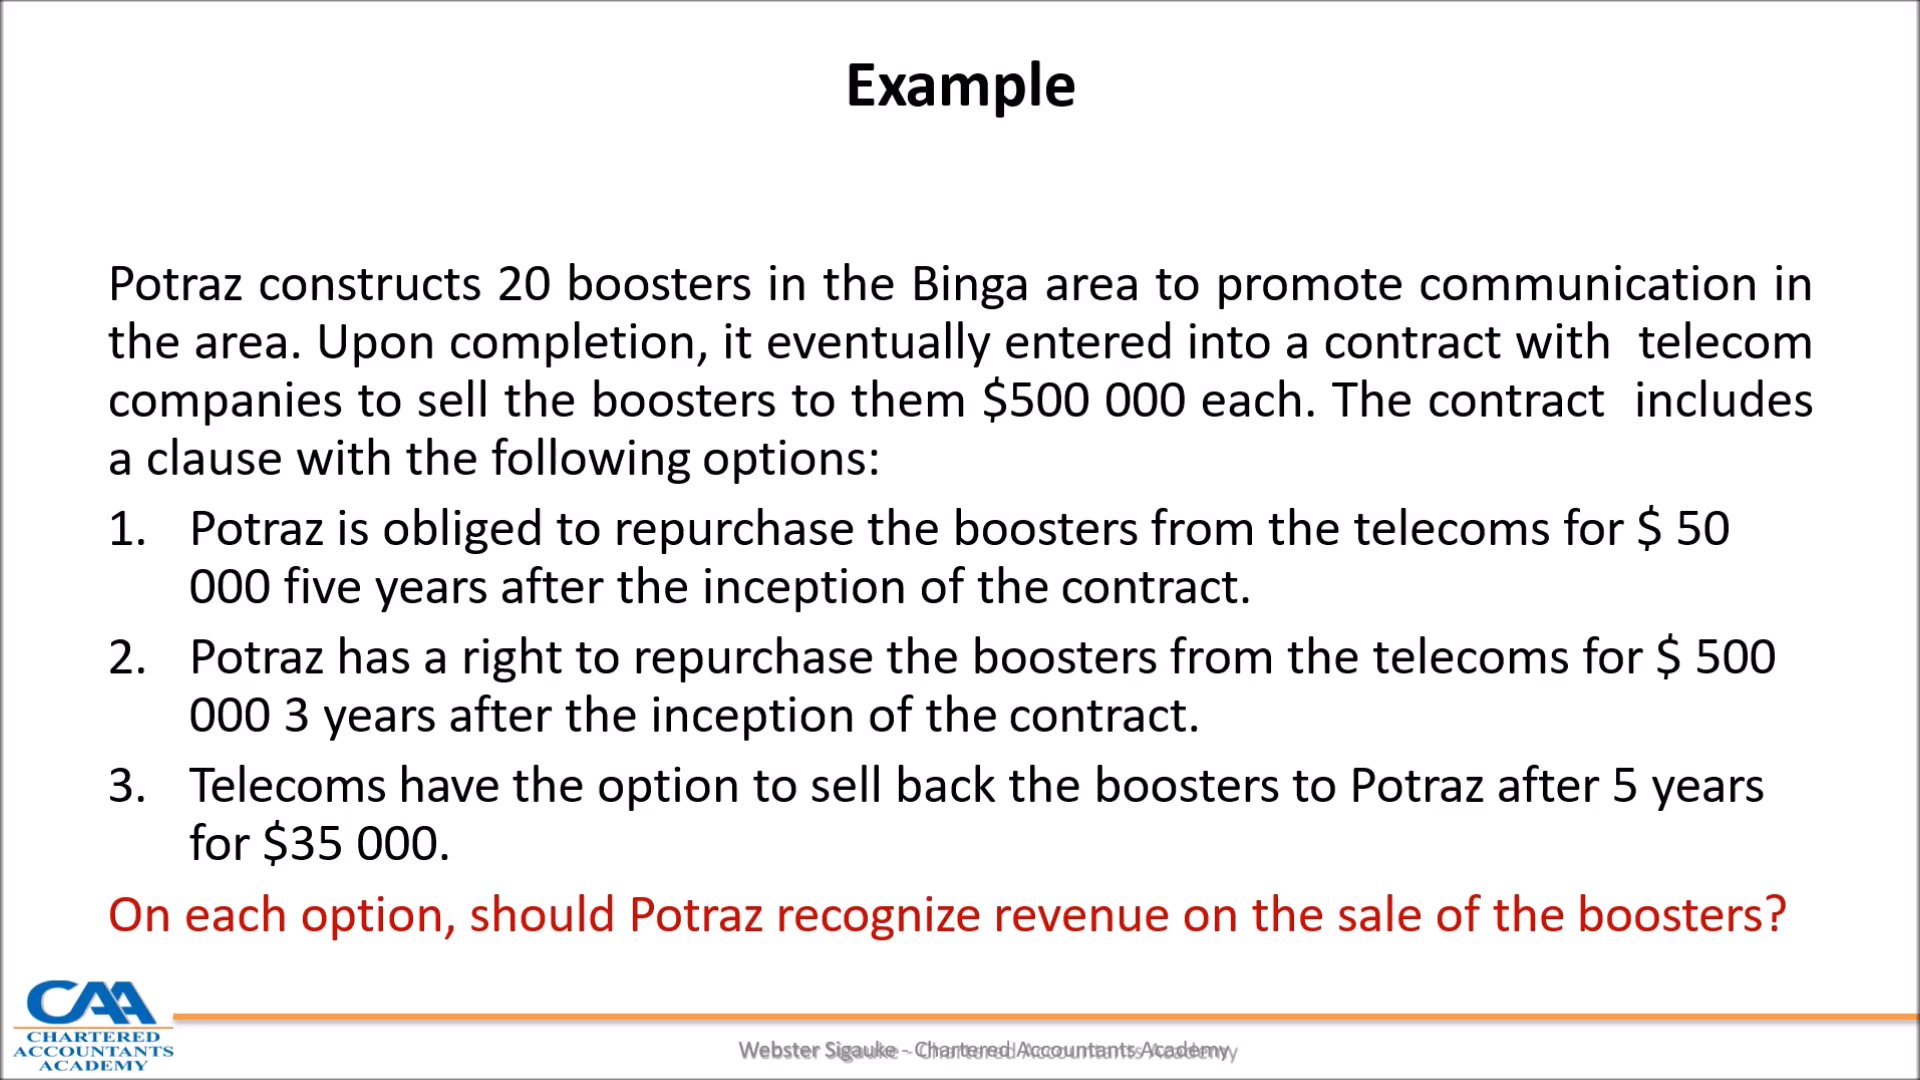 Example
Potraz constructs 20 boosters in the Binga area to promote communication in
the area. Upon completion, it eventually entered into a contract with telecom
companies to sell the boosters to them $500 000 each. The contract includes
a clause with the following options:
1. Potraz is obliged to repurchase the boosters from the telecoms for $ 50
000 five years after the inception of the contract.
2. Potraz has a right to repurchase the boosters from the telecoms for $ 500
000 3 years after the inception of the contract.
3. Telecoms have the option to sell back the boosters to Potraz after 5 years
for $35 000.
On each option, should Potraz recognize revenue on the sale of the boosters?
CAA
CHARTERED
ACCOUNTANTS
ACADEMY
Webster Sigauke - Chartered Accountants Academy